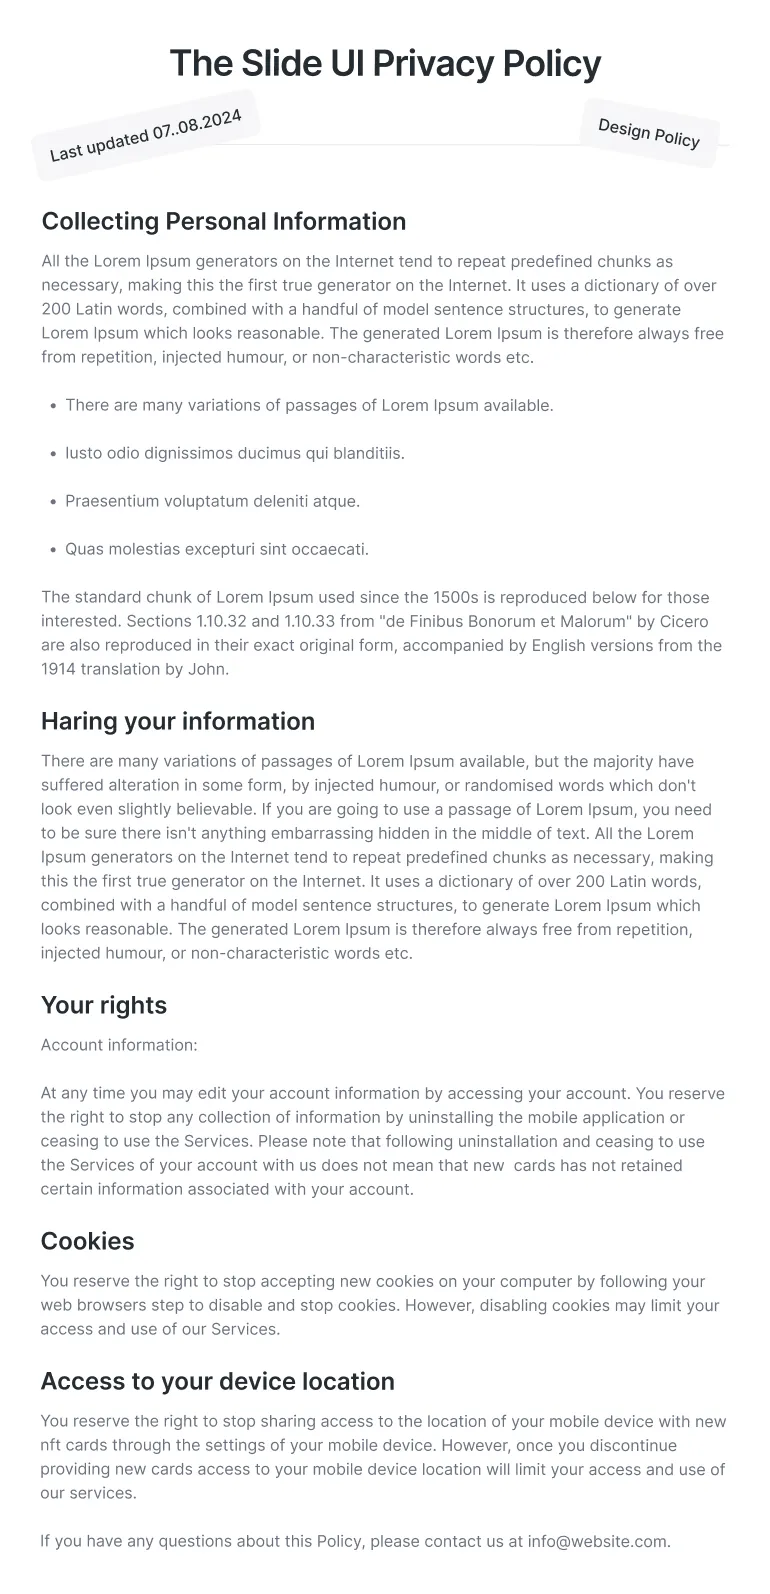 The Slide UI Privacy Policy
Last updated 07..08.2024
Design Policy
Collecting Personal Information
All the Lorem Ipsum generators on the Internet tend to repeat predefined chunks as
necessary, making this the first true generator on the Internet. It uses a dictionary of over
200 Latin words, combined with a handful of model sentence structures, to generate
Lorem Ipsum which looks reasonable. The generated Lorem Ipsum is therefore always free
from repetition, injected humour, or non-characteristic words etc.
• There are many variations of passages of Lorem Ipsum available.
• Iusto odio dignissimos ducimus qui blanditiis.
• Praesentium voluptatum deleniti atque.
• Quas molestias excepturi sint occaecati.
The standard chunk of Lorem Ipsum used since the 1500s is reproduced below for those
interested. Sections 1.10.32 and 1.10.33 from "de Finibus Bonorum et Malorum" by Cicero
are also reproduced in their exact original form, accompanied by English versions from the
1914 translation by John.
Haring your information
There are many variations of passages of Lorem Ipsum available, but the majority have
suffered alteration in some form, by injected humour, or randomised words which don't
look even slightly believable. If you are going to use a passage of Lorem Ipsum, you need
to be sure there isn't anything embarrassing hidden in the middle of text. All the Lorem
Ipsum generators on the Internet tend to repeat predefined chunks as necessary, making
this the first true generator on the Internet. It uses a dictionary of over 200 Latin words,
combined with a handful of model sentence structures, to generate Lorem Ipsum which
looks reasonable. The generated Lorem Ipsum is therefore always free from repetition,
injected humour, or non-characteristic words etc.
Your rights
Account information:
At any time you may edit your account information by accessing your account. You reserve
the right to stop any collection of information by uninstalling the mobile application or
ceasing to use the Services. Please note that following uninstallation and ceasing to use
the Services of your account with us does not mean that new  cards has not retained
certain information associated with your account.
Cookies
You reserve the right to stop accepting new cookies on your computer by following your
web browsers step to disable and stop cookies. However, disabling cookies may limit your
access and use of our Services.
Access to your device location
You reserve the right to stop sharing access to the location of your mobile device with new
nft cards through the settings of your mobile device. However, once you discontinue
providing new cards access to your mobile device location will limit your access and use of
our services.
If you have any questions about this Policy, please contact us at info@website.com.